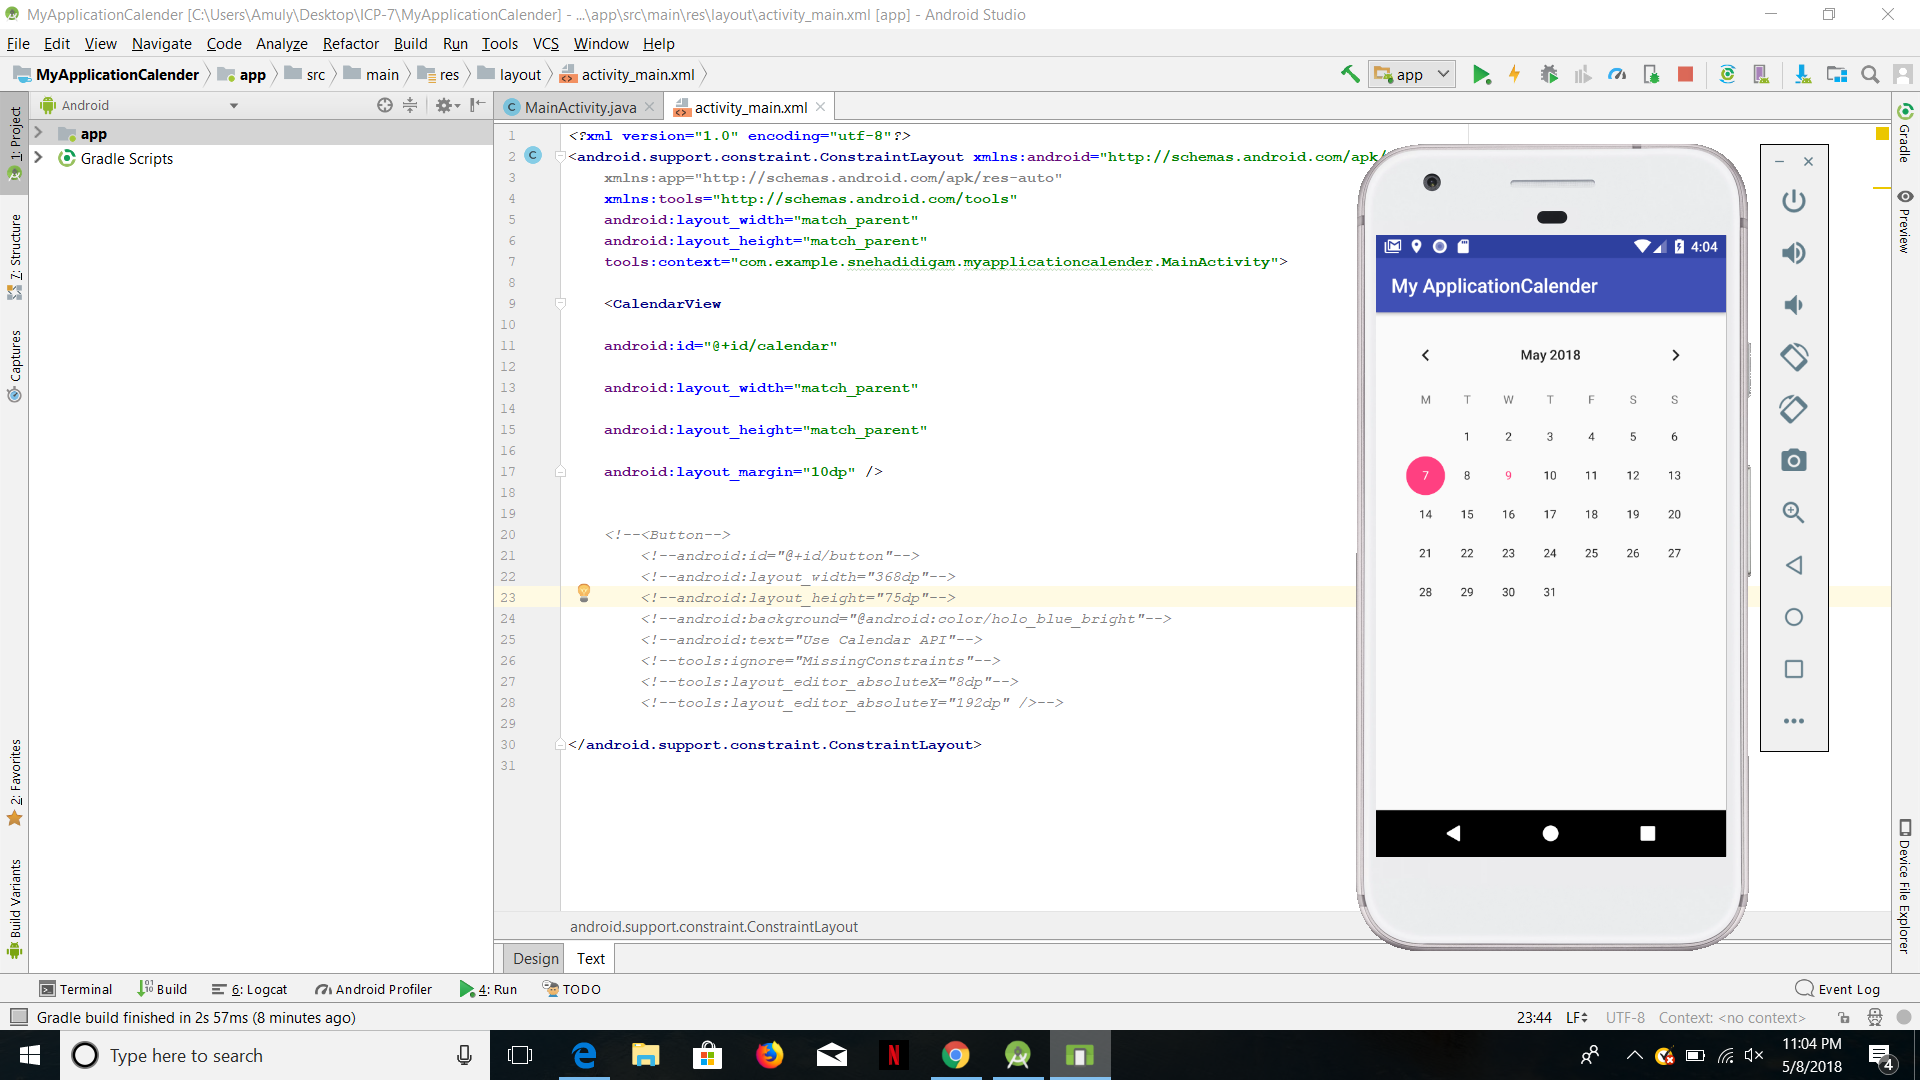 MyApplicationCalender [C:\Users\Amuly\Desktop\ICP-7\MyApplicationCalender] - ...\app\src\main\res\layout\activity_main.xml [app] - Android Studio
File Edit View Navigate Code Analyze Refactor Build Run Tools VCS Window Help
MyApplicationCalender app src main res layout activity_main.xml app
1: Project
7: Structure
Captures
2: Favorites
Build Variants
Android
app
Gradle Scripts
MainActivity.java activity_main.xml
1 <?xml version="1.0" encoding="utf-8"?>
2 <android.support.constraint.ConstraintLayout xmlns:android="http://schemas.android.com/apk/
3 xmlns:app="http://schemas.android.com/apk/res-auto"
4 xmlns:tools="http://schemas.android.com/tools"
5 android:layout_width="match_parent"
6 android:layout_height="match_parent"
7 tools:context="com.example.snehadidigam.myapplicationcalender.MainActivity">
8
9 <CalendarView
10
11 android:id="@+id/calendar"
12
13 android:layout_width="match_parent"
14
15 android:layout_height="match_parent"
16
17 android:layout_margin="10dp" />
18
19
20 <!--<Button-->
21 <!--android:id="@+id/button"-->
22 <!--android:layout_width="368dp"-->
23 <!--android:layout_height="75dp"-->
24 <!--android:background="@android:color/holo_blue_bright"-->
25 <!--android:text="Use Calendar API"-->
26 <!--tools:ignore="MissingConstraints"-->
27 <!--tools:layout_editor_absoluteX="8dp"-->
28 <!--tools:layout_editor_absoluteY="192dp" />-->
29
30 </android.support.constraint.ConstraintLayout>
31
android.support.constraint.ConstraintLayout
Design Text
4:04
My ApplicationCalender
May 2018
M T W T F S S
1 2 3 4 5 6
7 8 9 10 11 12 13
14 15 16 17 18 19 20
21 22 23 24 25 26 27
28 29 30 31
Gradle
Preview
Device File Explorer
Terminal Build 6: Logcat Android Profiler 4: Run TODO Event Log
Gradle build finished in 2s 57ms (8 minutes ago) 23:44 LF UTF-8 Context: <no context>
Type here to search
11:04 PM
5/8/2018
4